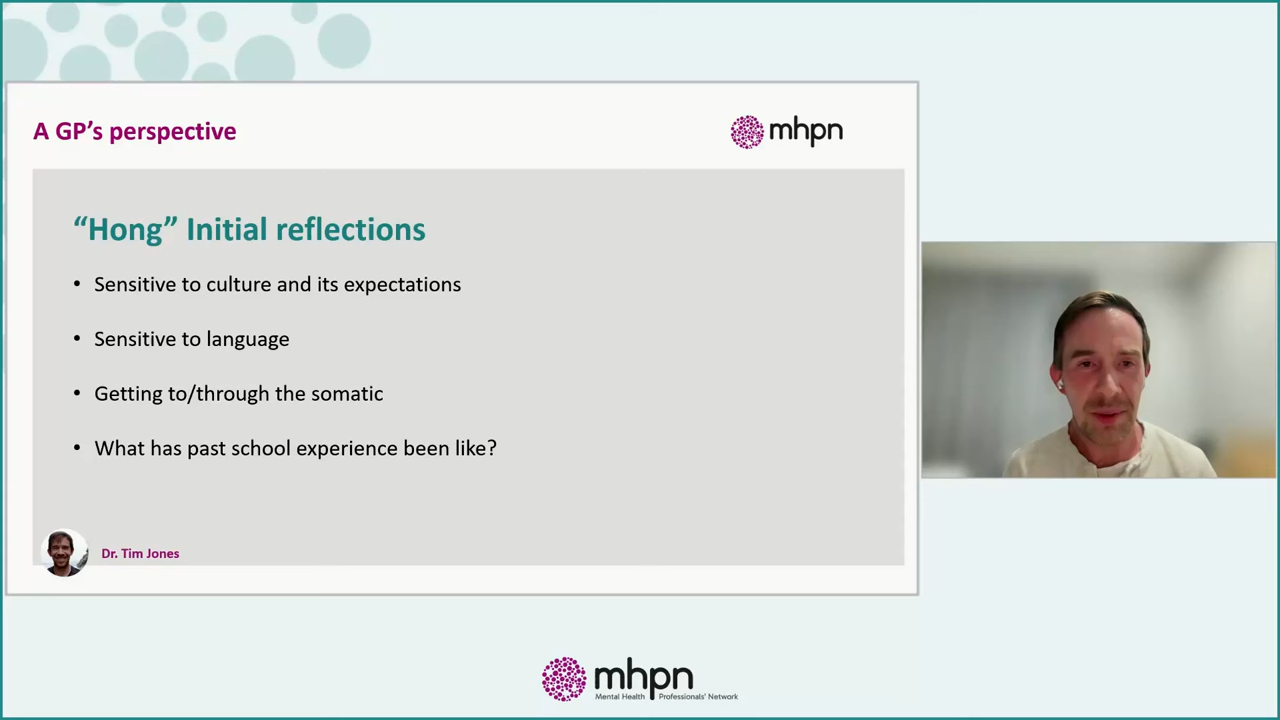 A GP’s perspective
mhpn
“Hong” Initial reflections
• Sensitive to culture and its expectations
• Sensitive to language
• Getting to/through the somatic
• What has past school experience been like?
Dr. Tim Jones
mhpn
Mental Health Professionals' Network